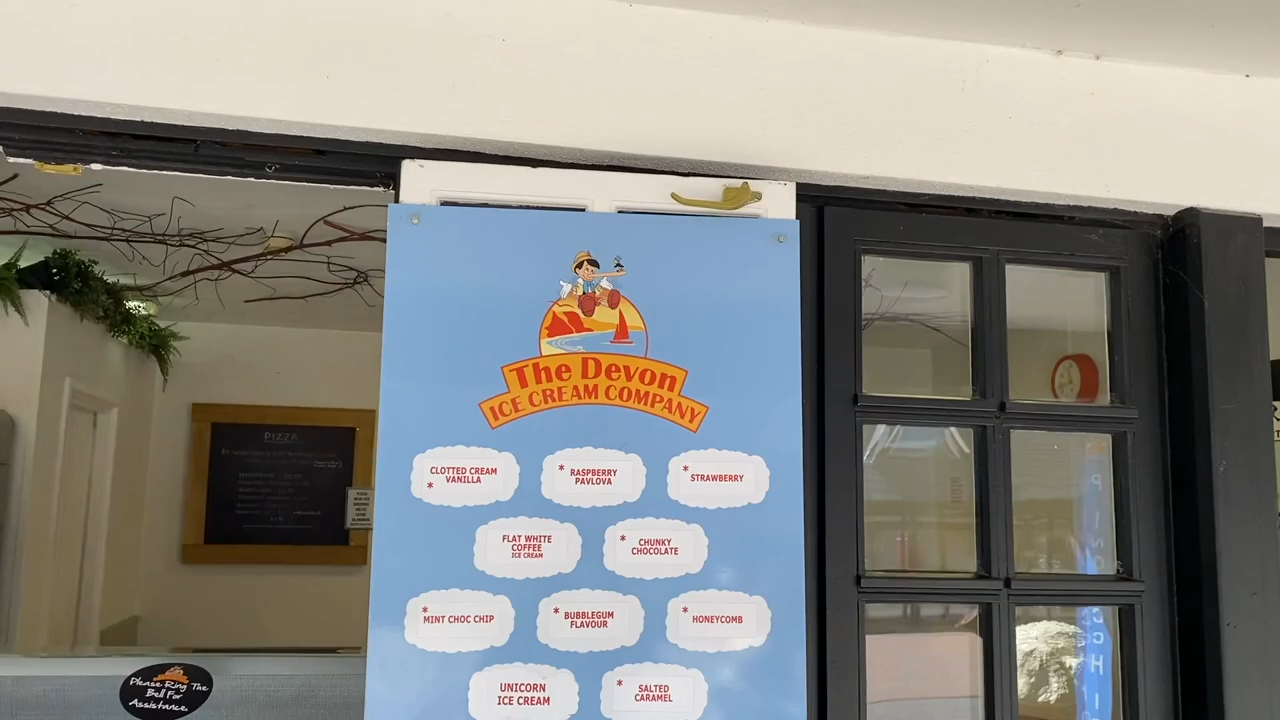 The Devon
ICE CREAM COMPANY
CLOTTED CREAM
VANILLA
*
* RASPBERRY
PAVLOVA
* STRAWBERRY
FLAT WHITE
COFFEE
ICE CREAM
* CHUNKY
CHOCOLATE
*
MINT CHOC CHIP
* BUBBLEGUM
FLAVOUR
*
HONEYCOMB
UNICORN
ICE CREAM
* SALTED
CARAMEL
PIZZA
Please Ring The
Bell For
Assistance.